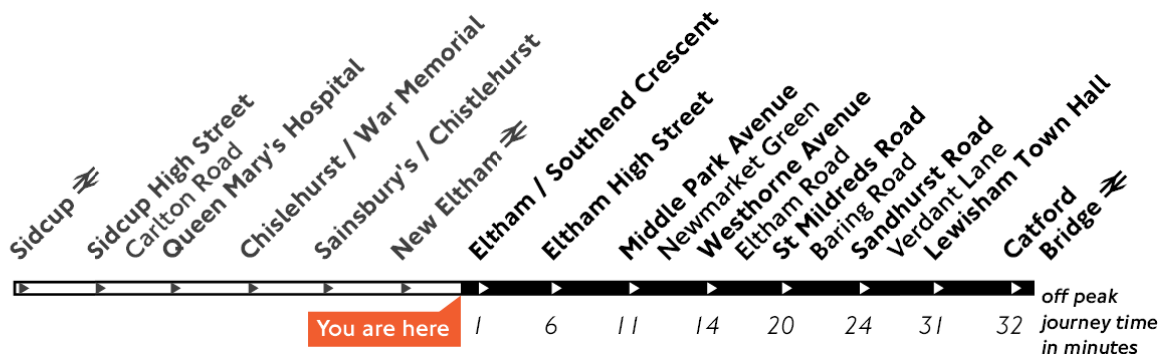 Sidcup
Sidcup High Street
Carlton Road
Queen Mary's Hospital
Chislehurst / War Memorial
Sainsbury's / Chistlehurst
New Eltham
Eltham / Southend Crescent
Eltham High Street
Middle Park Avenue
Newmarket Green
Westhorne Avenue
Eltham Road
St Mildreds Road
Baring Road
Sandhurst Road
Verdant Lane
Lewisham Town Hall
Catford
Bridge
You are here
1 6 11 14 20 24 31 32
off peak
journey time
in minutes